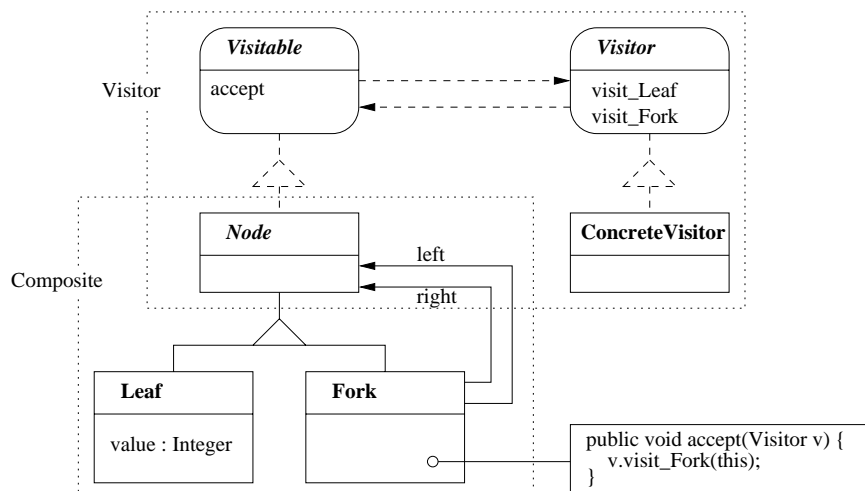 Visitable
Visitor
accept
Visitor
visit_Leaf
visit_Fork
Node
ConcreteVisitor
left
Composite
right
Leaf
Fork
value : Integer
public void accept(Visitor v) {
v.visit_Fork(this);
}